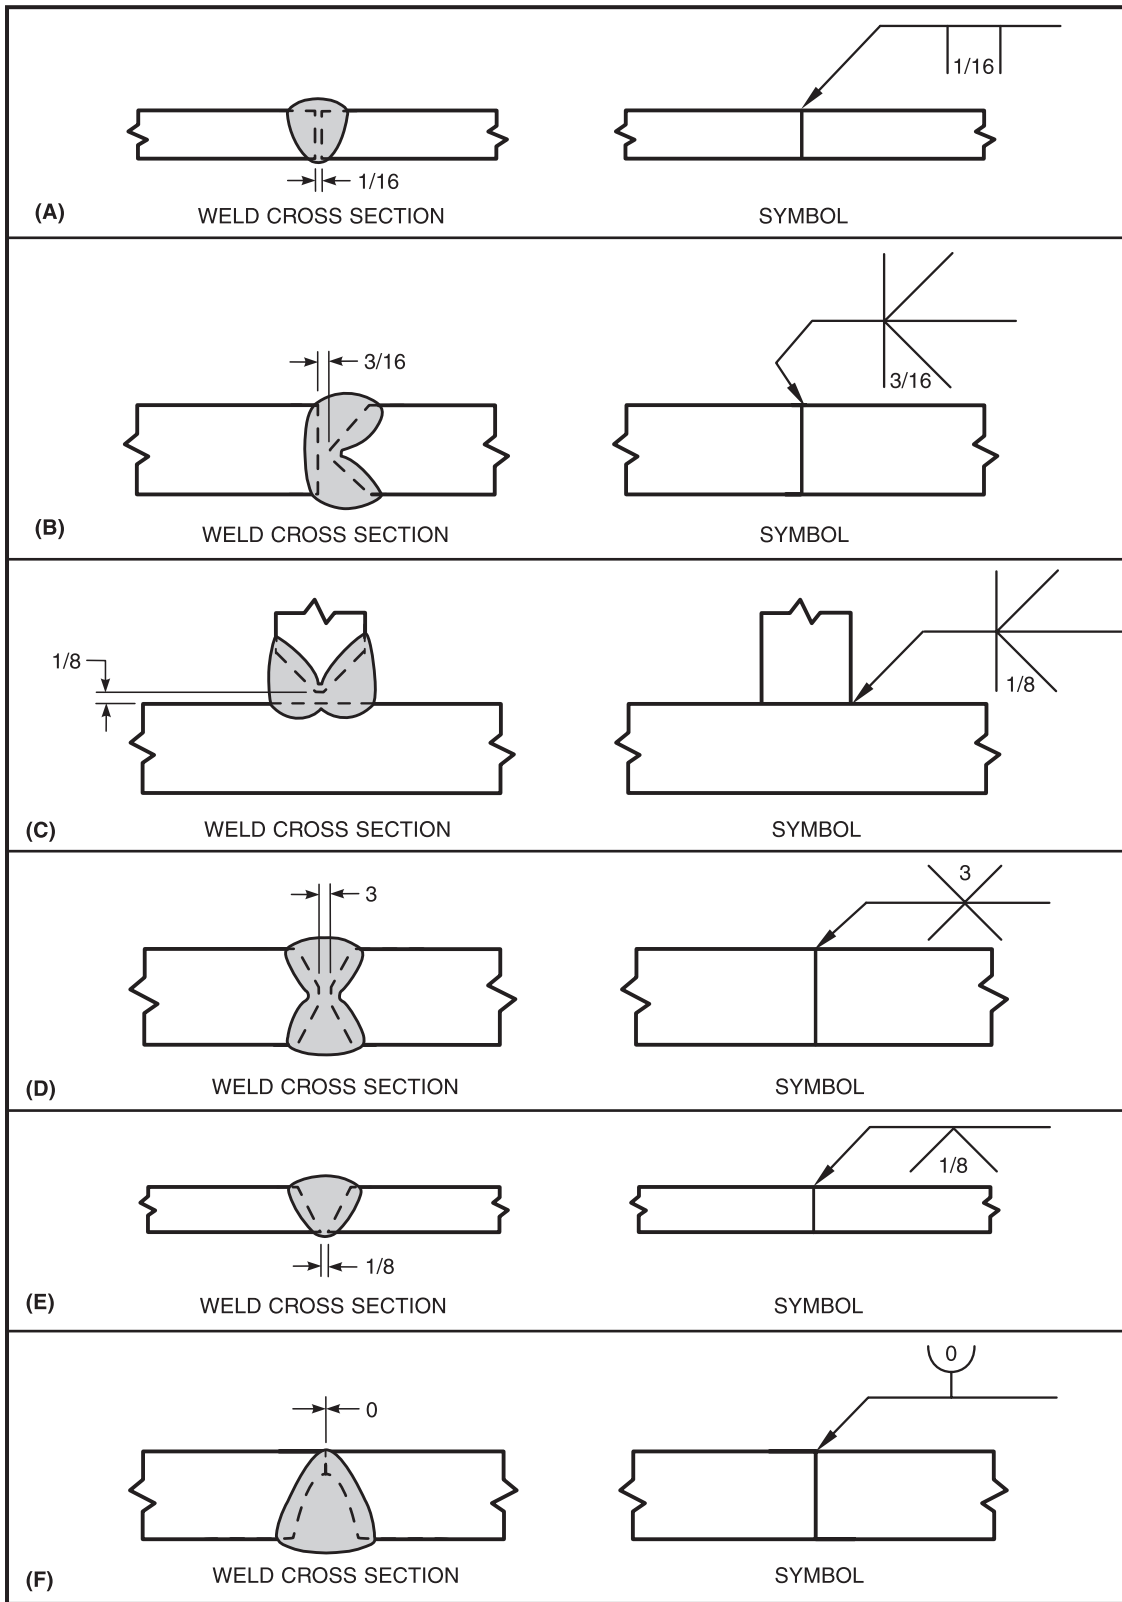 1/16
1/16
(A)
WELD CROSS SECTION
SYMBOL
3/16
3/16
(B)
WELD CROSS SECTION
SYMBOL
1/8
1/8
(C)
WELD CROSS SECTION
SYMBOL
3
3
(D)
WELD CROSS SECTION
SYMBOL
1/8
1/8
(E)
WELD CROSS SECTION
SYMBOL
0
0
(F)
WELD CROSS SECTION
SYMBOL